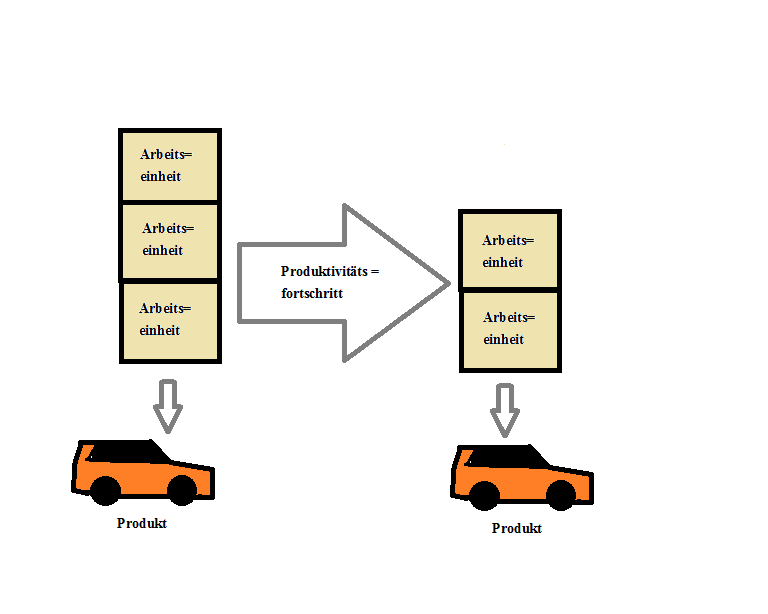 Arbeits=
einheit
Arbeits=
einheit
Arbeits=
einheit
Produktivitäts =
fortschritt
Arbeits=
einheit
Arbeits=
einheit
Produkt
Produkt